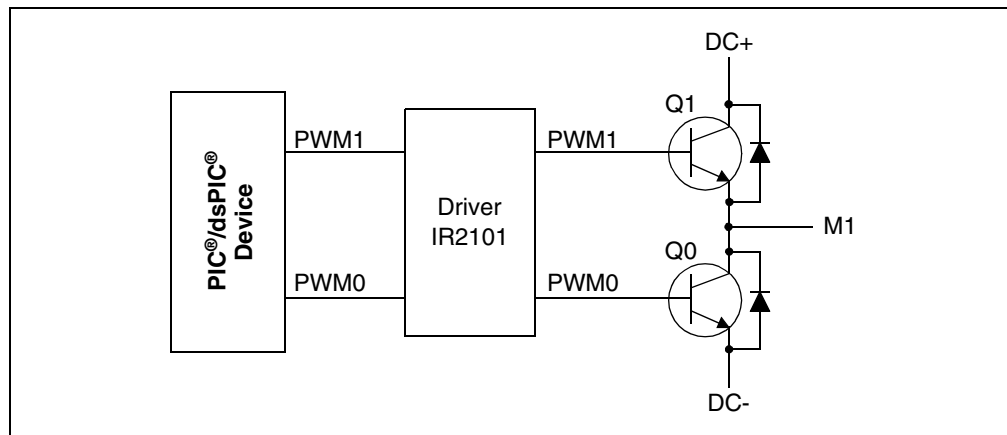 DC+
Q1
PWM1
PWM1
PIC®/dsPIC®
Device
Driver
IR2101
M1
Q0
PWM0
PWM0
DC-